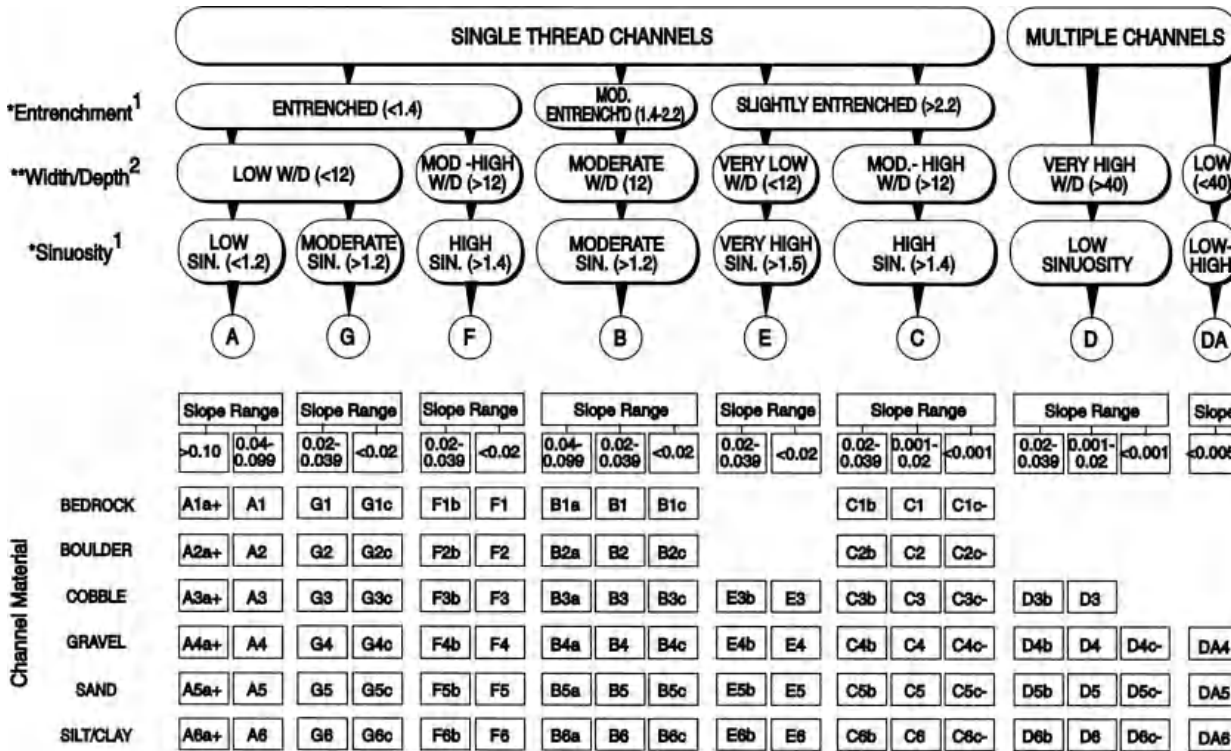 SINGLE THREAD CHANNELS MULTIPLE CHANNELS
*Entrenchment1 ENTRENCHED (<1.4) MOD. ENTRENCH'D (1.4-2.2) SLIGHTLY ENTRENCHED (>2.2)
**Width/Depth2 LOW W/D (<12) MOD -HIGH W/D (>12) MODERATE W/D (12) VERY LOW W/D (<12) MOD.- HIGH W/D (>12) VERY HIGH W/D (>40) LOW (<40)
*Sinuosity1 LOW SIN. (<1.2) MODERATE SIN. (>1.2) HIGH SIN. (>1.4) MODERATE SIN. (>1.2) VERY HIGH SIN. (>1.5) HIGH SIN. (>1.4) LOW SINUOSITY LOW-HIGH
A G F B E C D DA
Slope Range Slope Range Slope Range Slope Range Slope Range Slope Range Slope Range Slope
>0.10 0.04-0.099 0.02-0.039 <0.02 0.02-0.039 <0.02 0.04-0.099 0.02-0.039 <0.02 0.02-0.039 <0.02 0.02-0.039 0.001-0.02 <0.001 0.02-0.039 0.001-0.02 <0.001 <0.005
Channel Material
BEDROCK A1a+ A1 G1 G1c F1b F1 B1a B1 B1c C1b C1 C1c-
BOULDER A2a+ A2 G2 G2c F2b F2 B2a B2 B2c C2b C2 C2c-
COBBLE A3a+ A3 G3 G3c F3b F3 B3a B3 B3c E3b E3 C3b C3 C3c- D3b D3
GRAVEL A4a+ A4 G4 G4c F4b F4 B4a B4 B4c E4b E4 C4b C4 C4c- D4b D4 D4c- DA4
SAND A5a+ A5 G5 G5c F5b F5 B5a B5 B5c E5b E5 C5b C5 C5c- D5b D5 D5c- DA5
SILT/CLAY A6a+ A6 G6 G6c F6b F6 B6a B6 B6c E6b E6 C6b C6 C6c- D6b D6 D6c- DA6